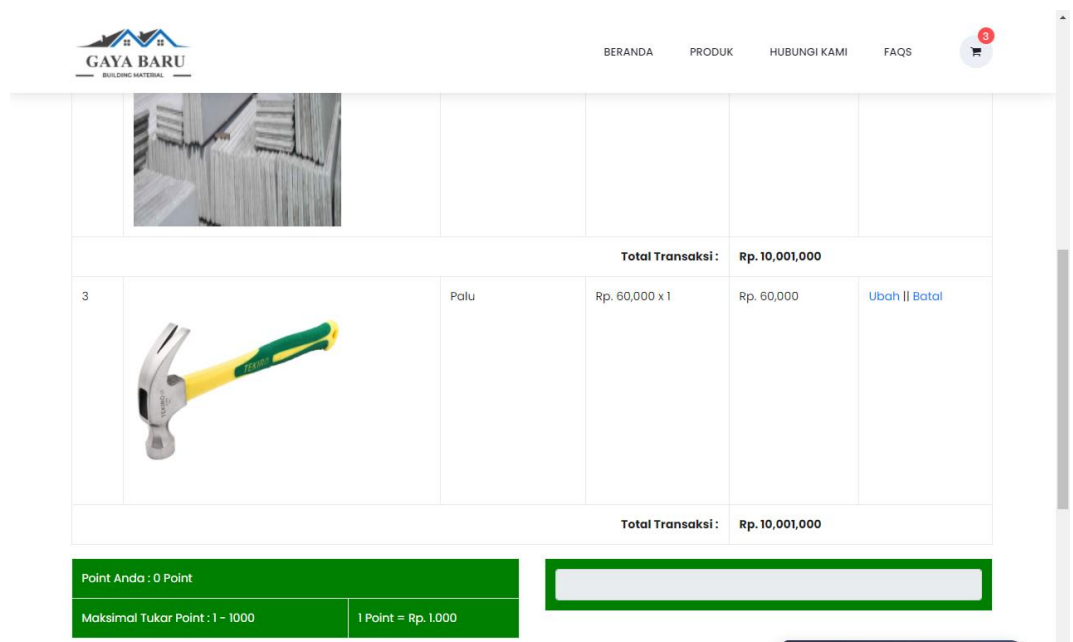 GAYA BARU
BUILDING MATERIAL
BERANDA PRODUK HUBUNGI KAMI FAQS 3
Total Transaksi : Rp. 10,001,000
3 Palu Rp. 60,000 x 1 Rp. 60,000 Ubah || Batal
TEKIRO
Total Transaksi : Rp. 10,001,000
Point Anda : 0 Point
Maksimal Tukar Point : 1 - 1000 1 Point = Rp. 1.000